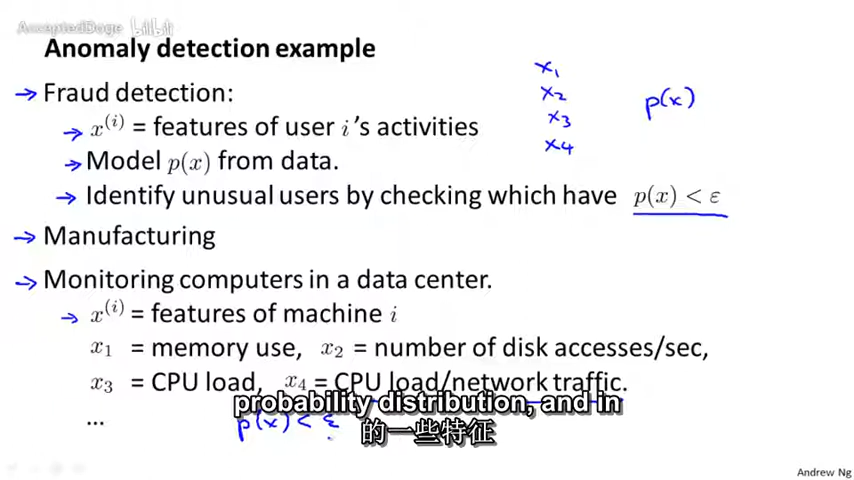 AcceptedDoge bilibili
Anomaly detection example
x₁
x₂
x₃
x₄
p(x)
→ Fraud detection:
→ x⁽ⁱ⁾ = features of user i's activities
→ Model p(x) from data.
→ Identify unusual users by checking which have p(x) < ε
→ Manufacturing
→ Monitoring computers in a data center.
→ x⁽ⁱ⁾ = features of machine i
x₁ = memory use, x₂ = number of disk accesses/sec,
x₃ = CPU load, x₄ = CPU load/network traffic.
... p(x) < ε
probability distribution, and in
的一些特征
Andrew Ng